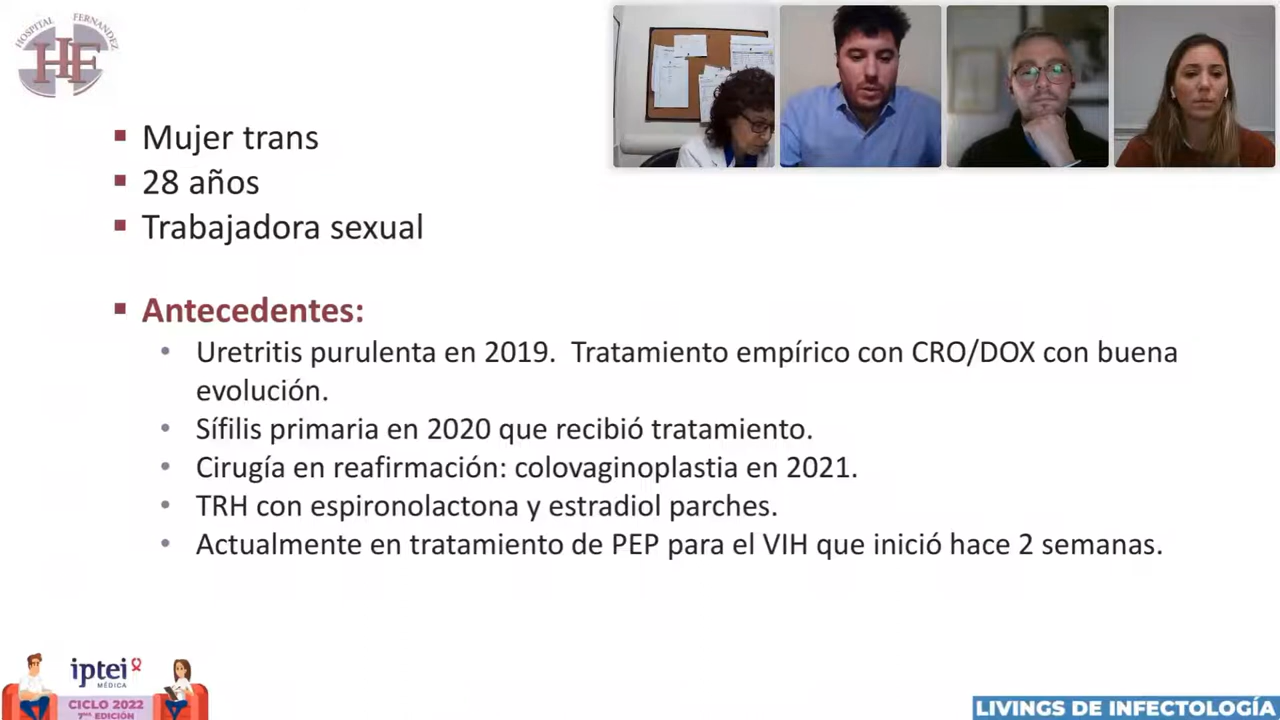 HOSPITAL FERNANDEZ
HF
Mujer trans
28 años
Trabajadora sexual
Antecedentes:
Uretritis purulenta en 2019. Tratamiento empírico con CRO/DOX con buena
evolución.
Sífilis primaria en 2020 que recibió tratamiento.
Cirugía en reafirmación: colovaginoplastia en 2021.
TRH con espironolactona y estradiol parches.
Actualmente en tratamiento de PEP para el VIH que inició hace 2 semanas.
iptei
MÉDICA
CICLO 2022
7MA EDICIÓN
LIVINGS DE INFECTOLOGÍA